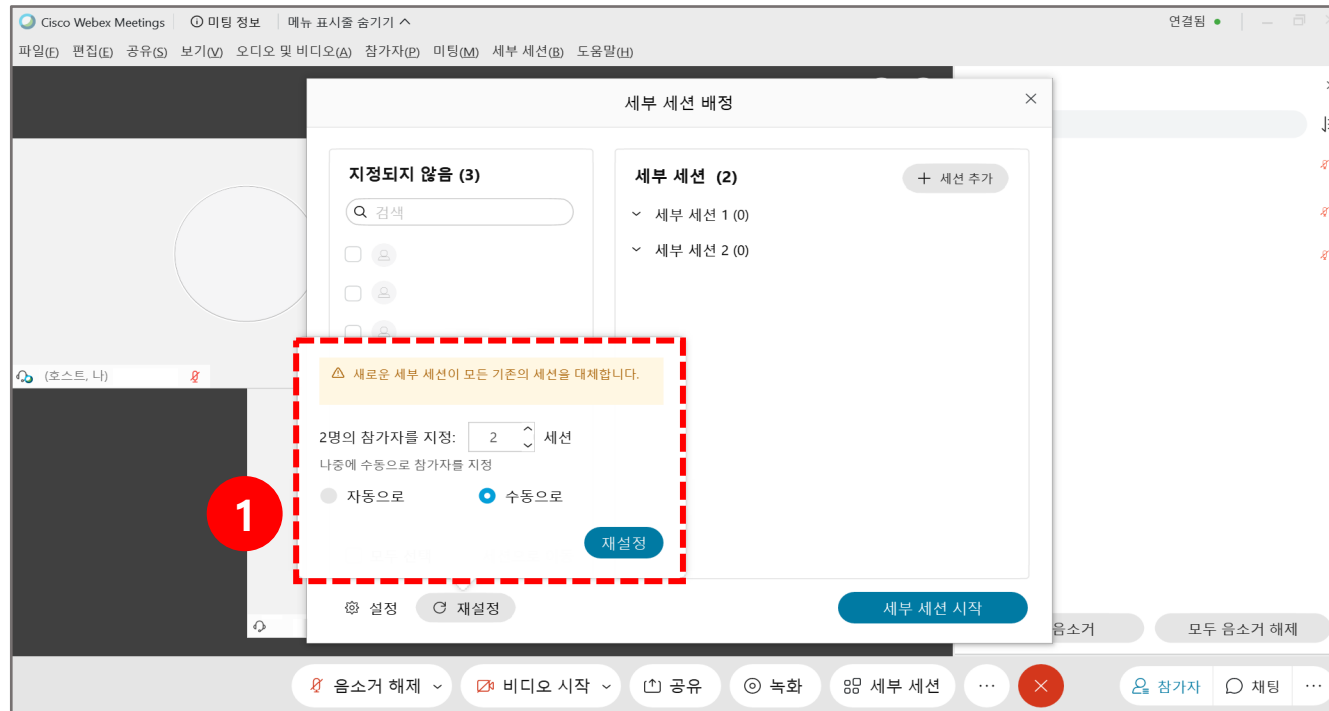 Cisco Webex Meetings 미팅 정보 메뉴 표시줄 숨기기 연결됨
파일(F) 편집(E) 공유(S) 보기(V) 오디오 및 비디오(A) 참가자(P) 미팅(M) 세부 세션(B) 도움말(H)
세부 세션 배정
지정되지 않음 (3)
검색
세부 세션 (2)
+ 세션 추가
세부 세션 1 (0)
세부 세션 2 (0)
(호스트, 나)
새로운 세부 세션이 모든 기존의 세션을 대체합니다.
2명의 참가자를 지정: 2 세션
나중에 수동으로 참가자를 지정
자동으로 수동으로
1
재설정
설정 재설정 세부 세션 시작
음소거 모두 음소거 해제
음소거 해제 비디오 시작 공유 녹화 세부 세션 ... 참가자 채팅 ...